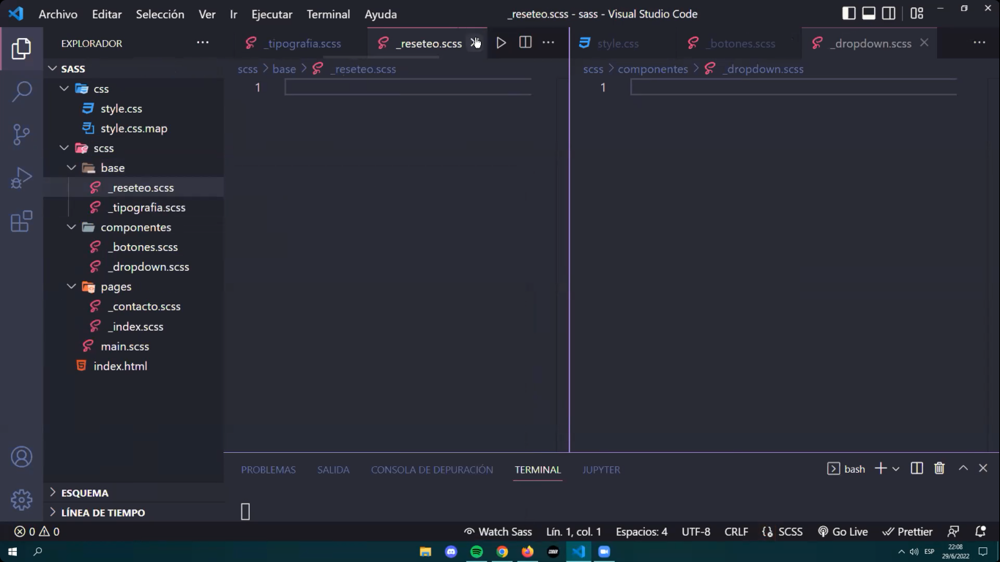 Archivo Editar Selección Ver Ir Ejecutar Terminal Ayuda
_reseteo.scss - sass - Visual Studio Code
EXPLORADOR
SASS
css
style.css
style.css.map
scss
base
_reseteo.scss
_tipografia.scss
componentes
_botones.scss
_dropdown.scss
pages
_contacto.scss
_index.scss
main.scss
index.html
ESQUEMA
LÍNEA DE TIEMPO
_tipografia.scss _reseteo.scss
scss > base > _reseteo.scss
1
style.css _botones.scss _dropdown.scss
scss > componentes > _dropdown.scss
1
PROBLEMAS SALIDA CONSOLA DE DEPURACIÓN TERMINAL JUPYTER
bash
0 0
Watch Sass Lín. 1, col. 1 Espacios: 4 UTF-8 CRLF SCSS Go Live Prettier
ESP
22:08
29/6/2022